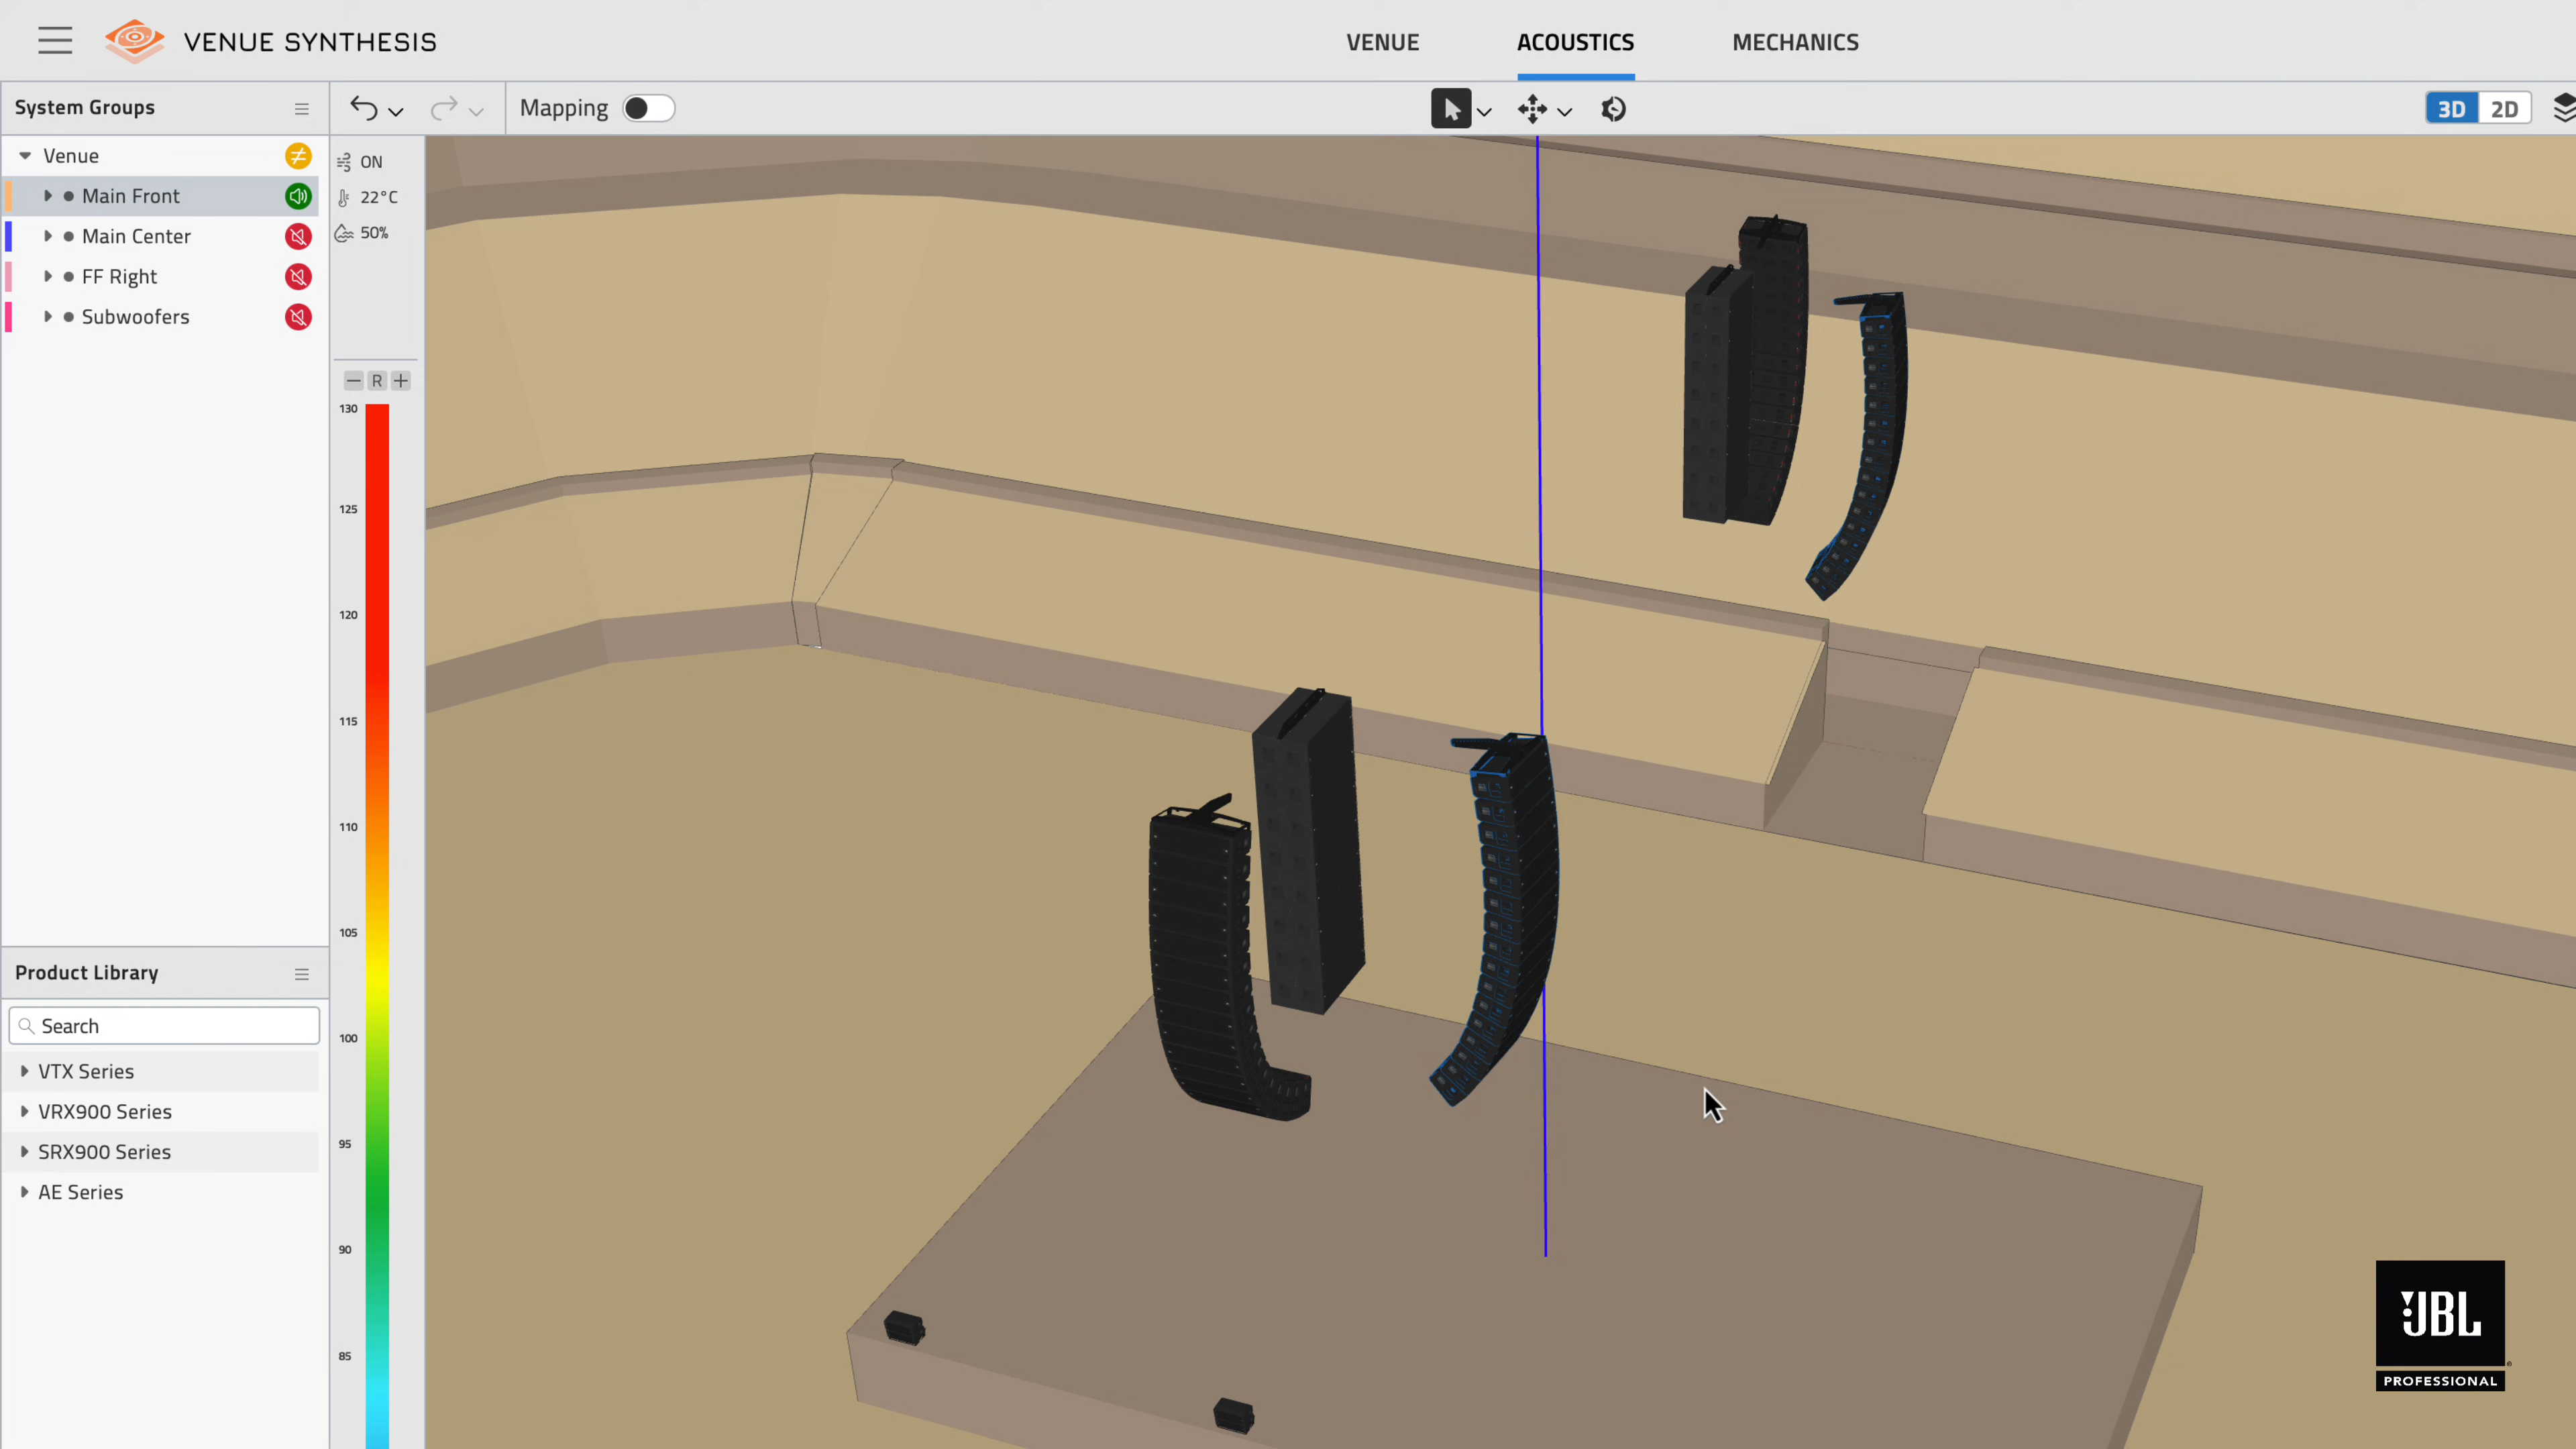 VENUE SYNTHESIS
VENUE
ACOUSTICS
MECHANICS
System Groups
Mapping
3D
2D
Venue
Main Front
Main Center
FF Right
Subwoofers
ON
22°C
50%
R
130
125
120
115
110
105
100
95
90
85
Product Library
Search
VTX Series
VRX900 Series
SRX900 Series
AE Series
JBL
PROFESSIONAL